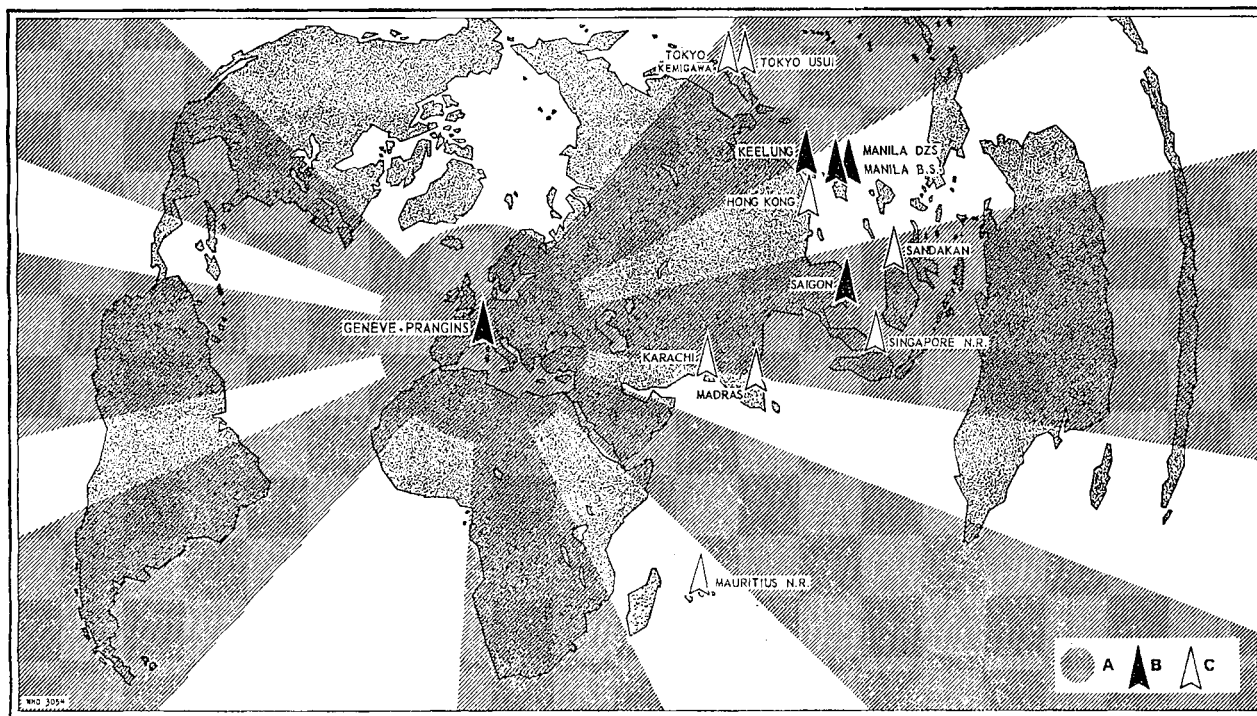 TOKYO
KEMIGAWA
TOKYO USUI
KEELUNG
MANILA DZS
MANILA B.S.
HONG KONG
SANDAKAN
SAIGON
GENÈVE-PRANGINS
SINGAPORE N.R.
KARACHI
MADRAS
MAURITIUS N.R.
A B C
WHO 3054